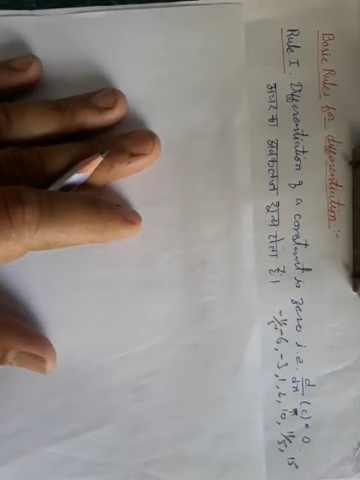 Basic Rules for differentiation :-
Rule I. Differentiation of a constant is zero i.e. d/dx (c) = 0
अचर का अवकलन शून्य होता है।
-1/2, -6, -3, 1, 2, π, 10, 11/5, 15